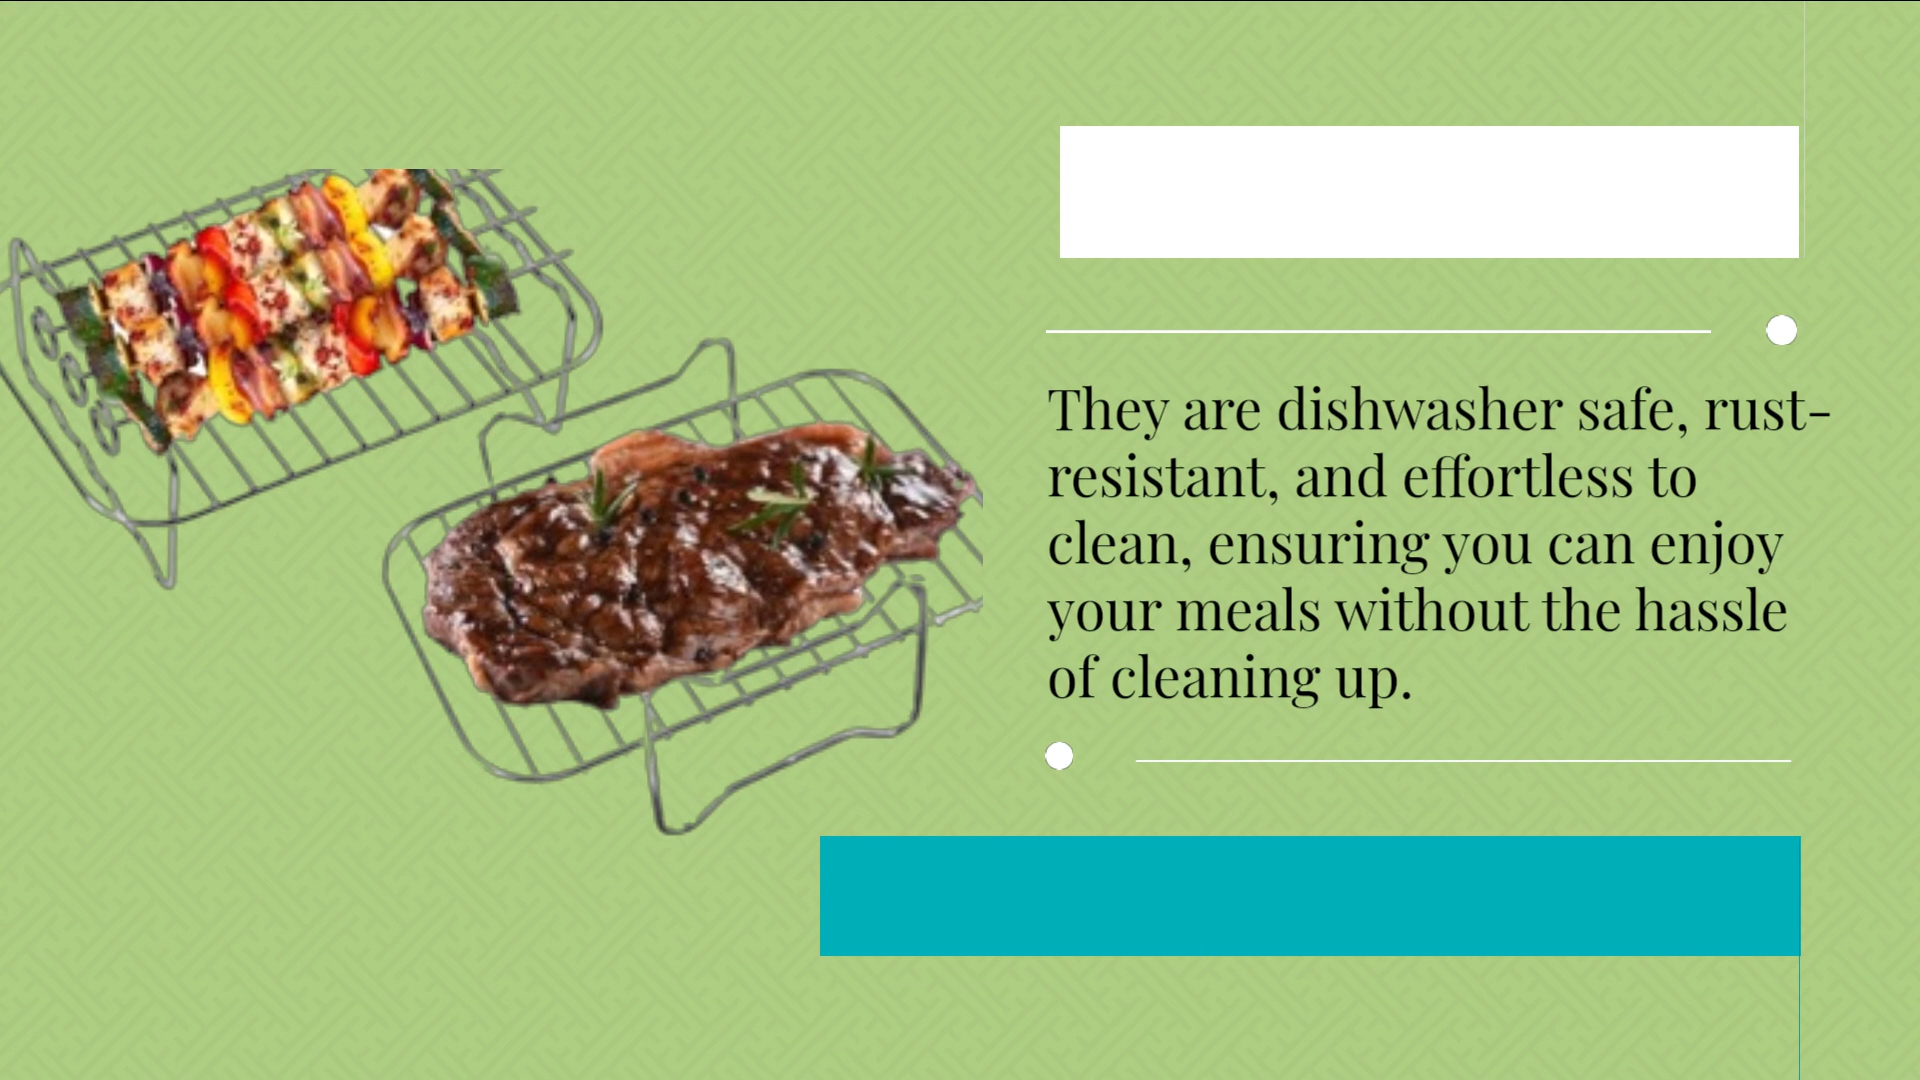 They are dishwasher safe, rust-
resistant, and effortless to
clean, ensuring you can enjoy
your meals without the hassle
of cleaning up.